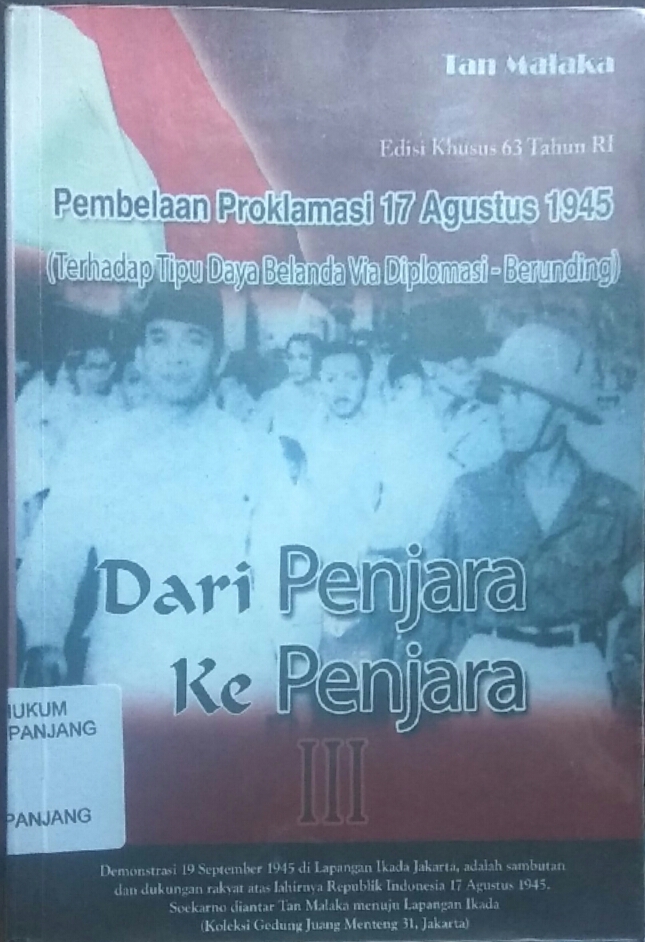 Tan Malaka
Edisi Khusus 63 Tahun RI
Pembelaan Proklamasi 17 Agustus 1945
(Terhadap Tipu Daya Belanda Via Diplomasi - Berunding)
Dari Penjara
Ke Penjara
III
HUKUM
PANJANG
PANJANG
Demonstrasi 19 September 1945 di Lapangan Ikada Jakarta, adalah sambutan
dan dukungan rakyat atas lahirnya Republik Indonesia 17 Agustus 1945.
Soekarno diantar Tan Malaka menuju Lapangan Ikada
(Koleksi Gedung Juang Menteng 31, Jakarta)